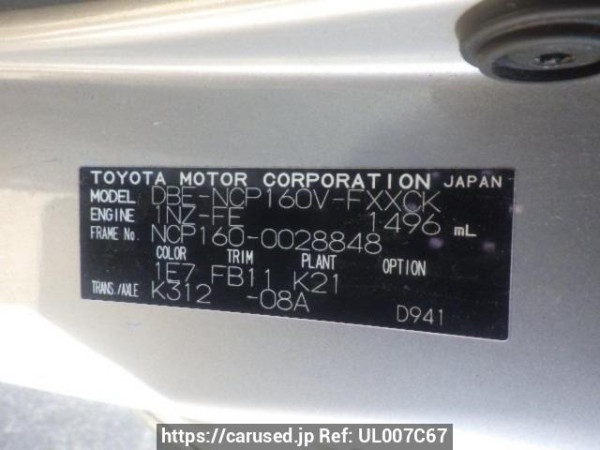 TOYOTA MOTOR CORPORATION JAPAN
MODEL DBE-NCP160V-FXXCK
ENGINE 1NZ-FE 1496 mL
FRAME No. NCP160-0028848
COLOR TRIM PLANT OPTION
1E7 FB11 K21
TRANS./AXLE K312 -08A
D941
https://carused.jp Ref: UL007C67